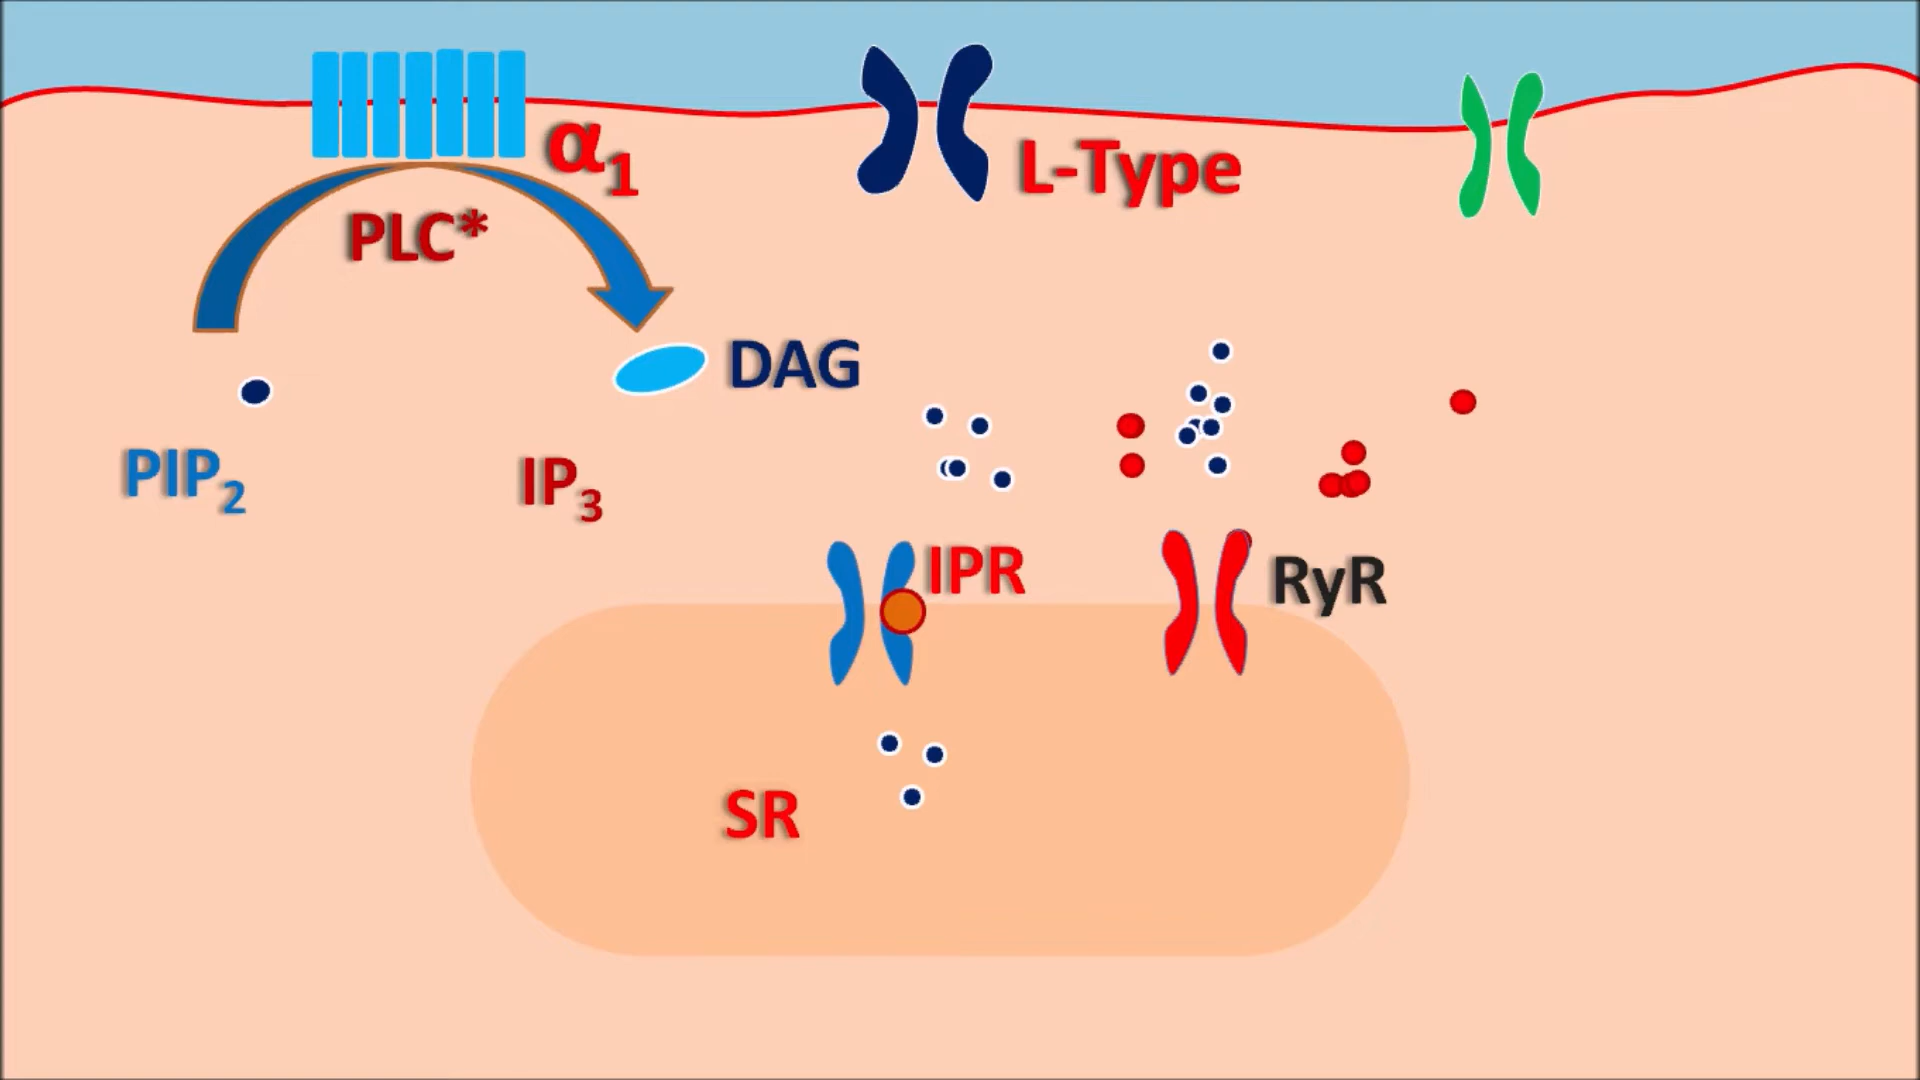 α₁
L-Type
PLC*
DAG
PIP₂
IP₃
IPR
RyR
SR